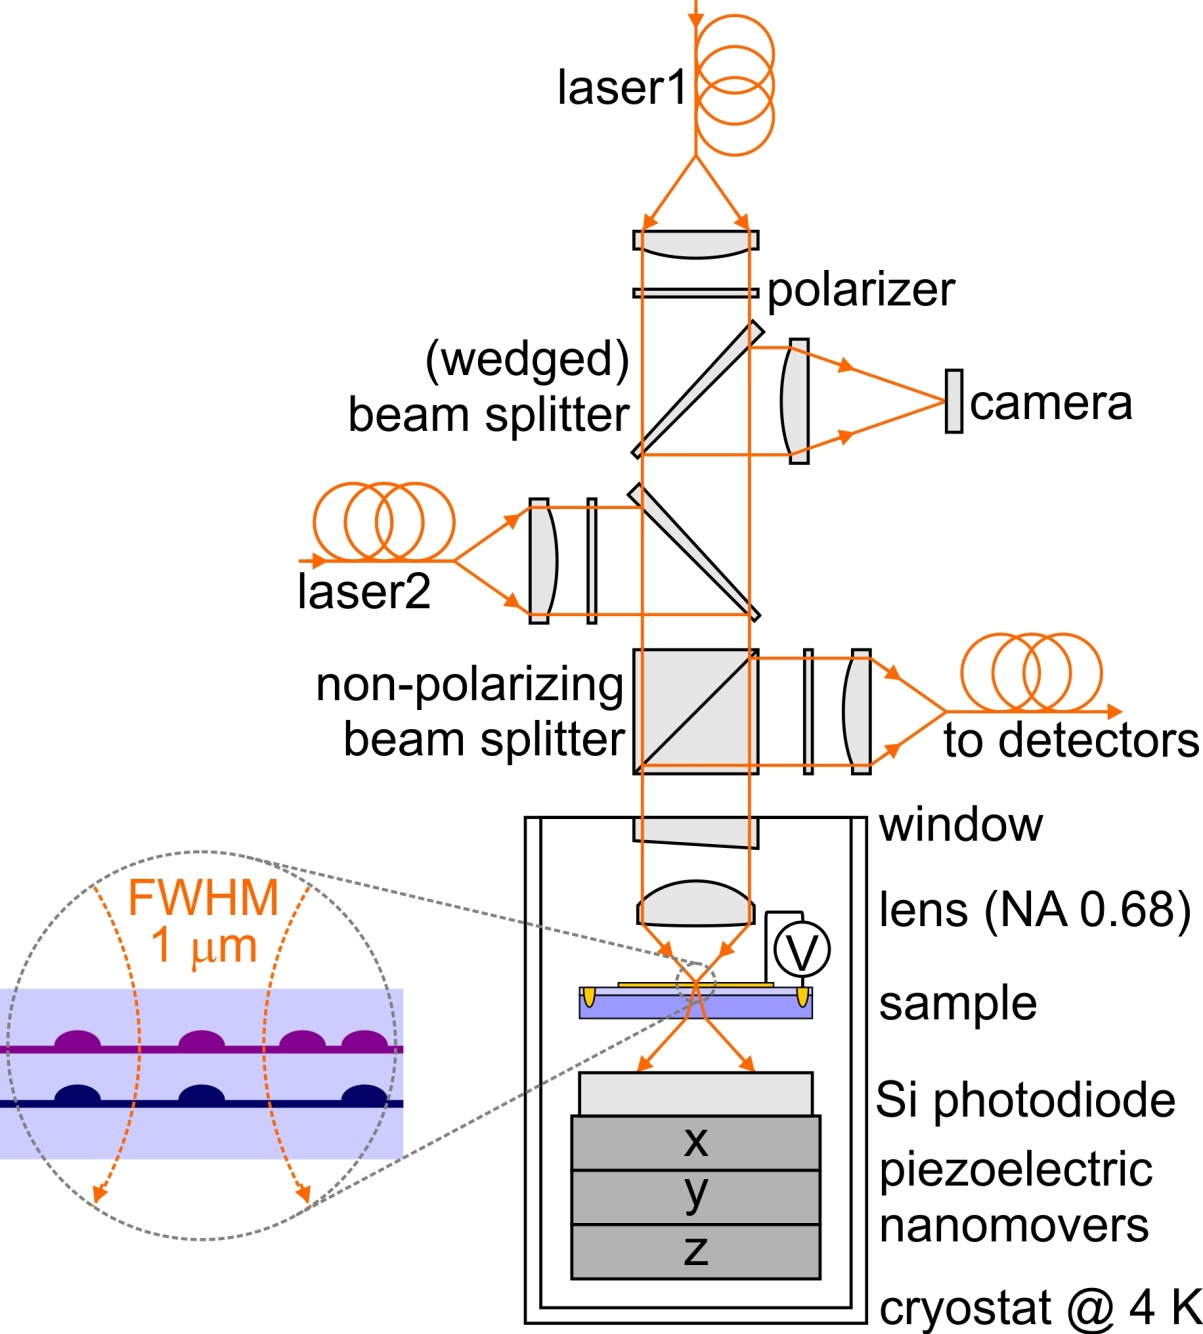 laser1
polarizer
(wedged)
beam splitter
camera
laser2
non-polarizing
beam splitter
to detectors
window
FWHM
1 μm
lens (NA 0.68)
V
sample
Si photodiode
x
piezoelectric
y
nanomovers
z
cryostat @ 4 K